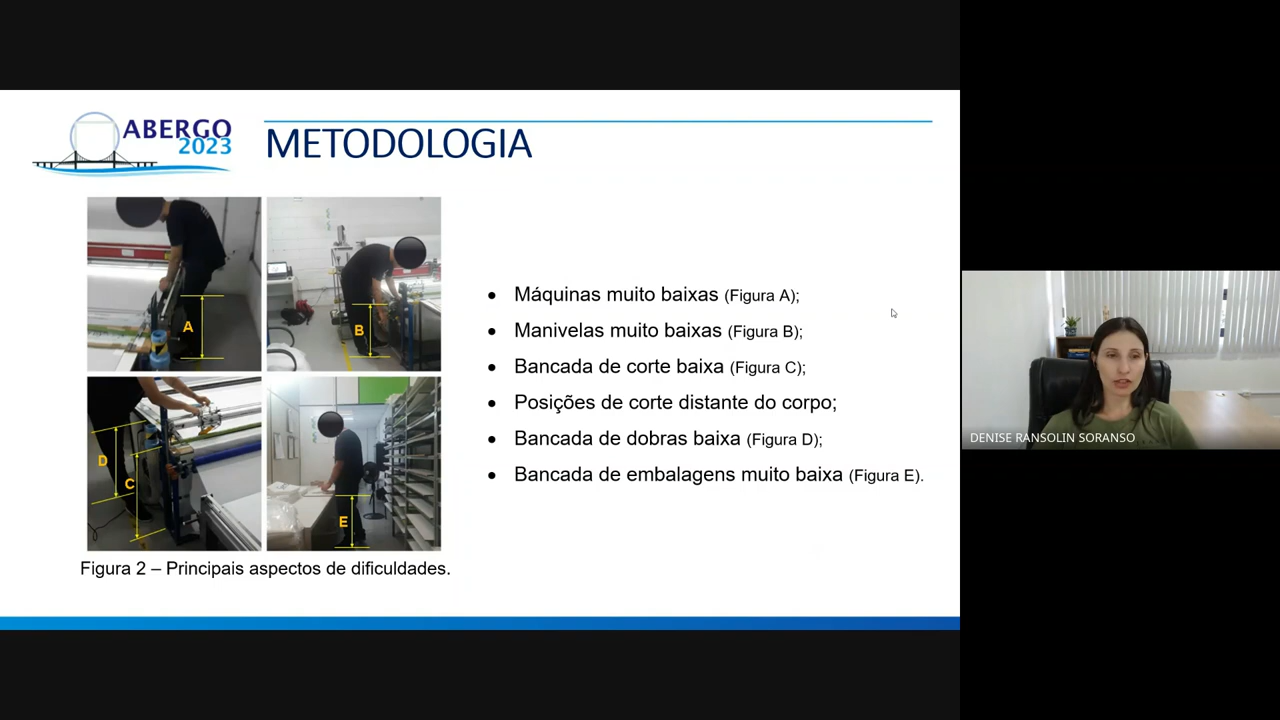 ABERGO
2023
METODOLOGIA
A
B
D
C
E
Figura 2 – Principais aspectos de dificuldades.
• Máquinas muito baixas (Figura A);
• Manivelas muito baixas (Figura B);
• Bancada de corte baixa (Figura C);
• Posições de corte distante do corpo;
• Bancada de dobras baixa (Figura D);
• Bancada de embalagens muito baixa (Figura E).
DENISE RANSOLIN SORANSO